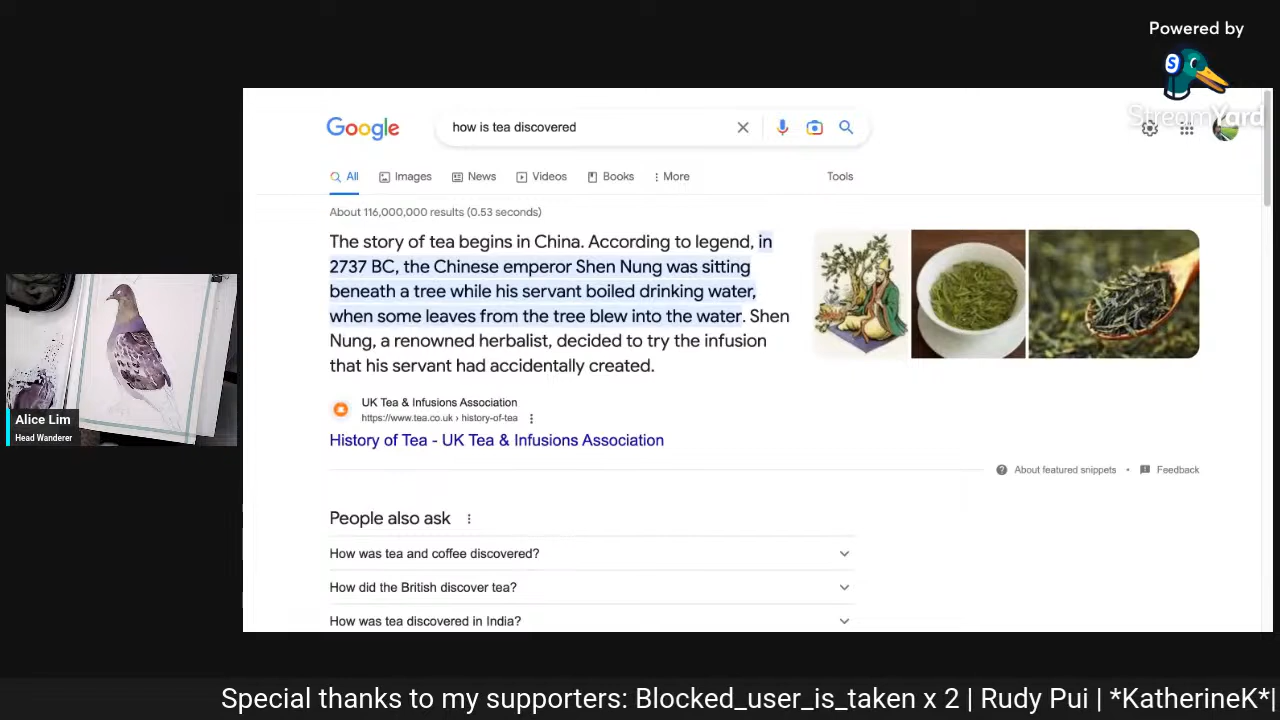 Powered by
S
StreamYard
Google
how is tea discovered
All
Images
News
Videos
Books
More
Tools
About 116,000,000 results (0.53 seconds)
The story of tea begins in China. According to legend, in
2737 BC, the Chinese emperor Shen Nung was sitting
beneath a tree while his servant boiled drinking water,
when some leaves from the tree blew into the water. Shen
Nung, a renowned herbalist, decided to try the infusion
that his servant had accidentally created.
UK Tea & Infusions Association
https://www.tea.co.uk › history-of-tea
History of Tea - UK Tea & Infusions Association
About featured snippets • Feedback
People also ask
How was tea and coffee discovered?
How did the British discover tea?
How was tea discovered in India?
Alice Lim
Head Wanderer
Special thanks to my supporters: Blocked_user_is_taken x 2 | Rudy Pui | *KatherineK*|